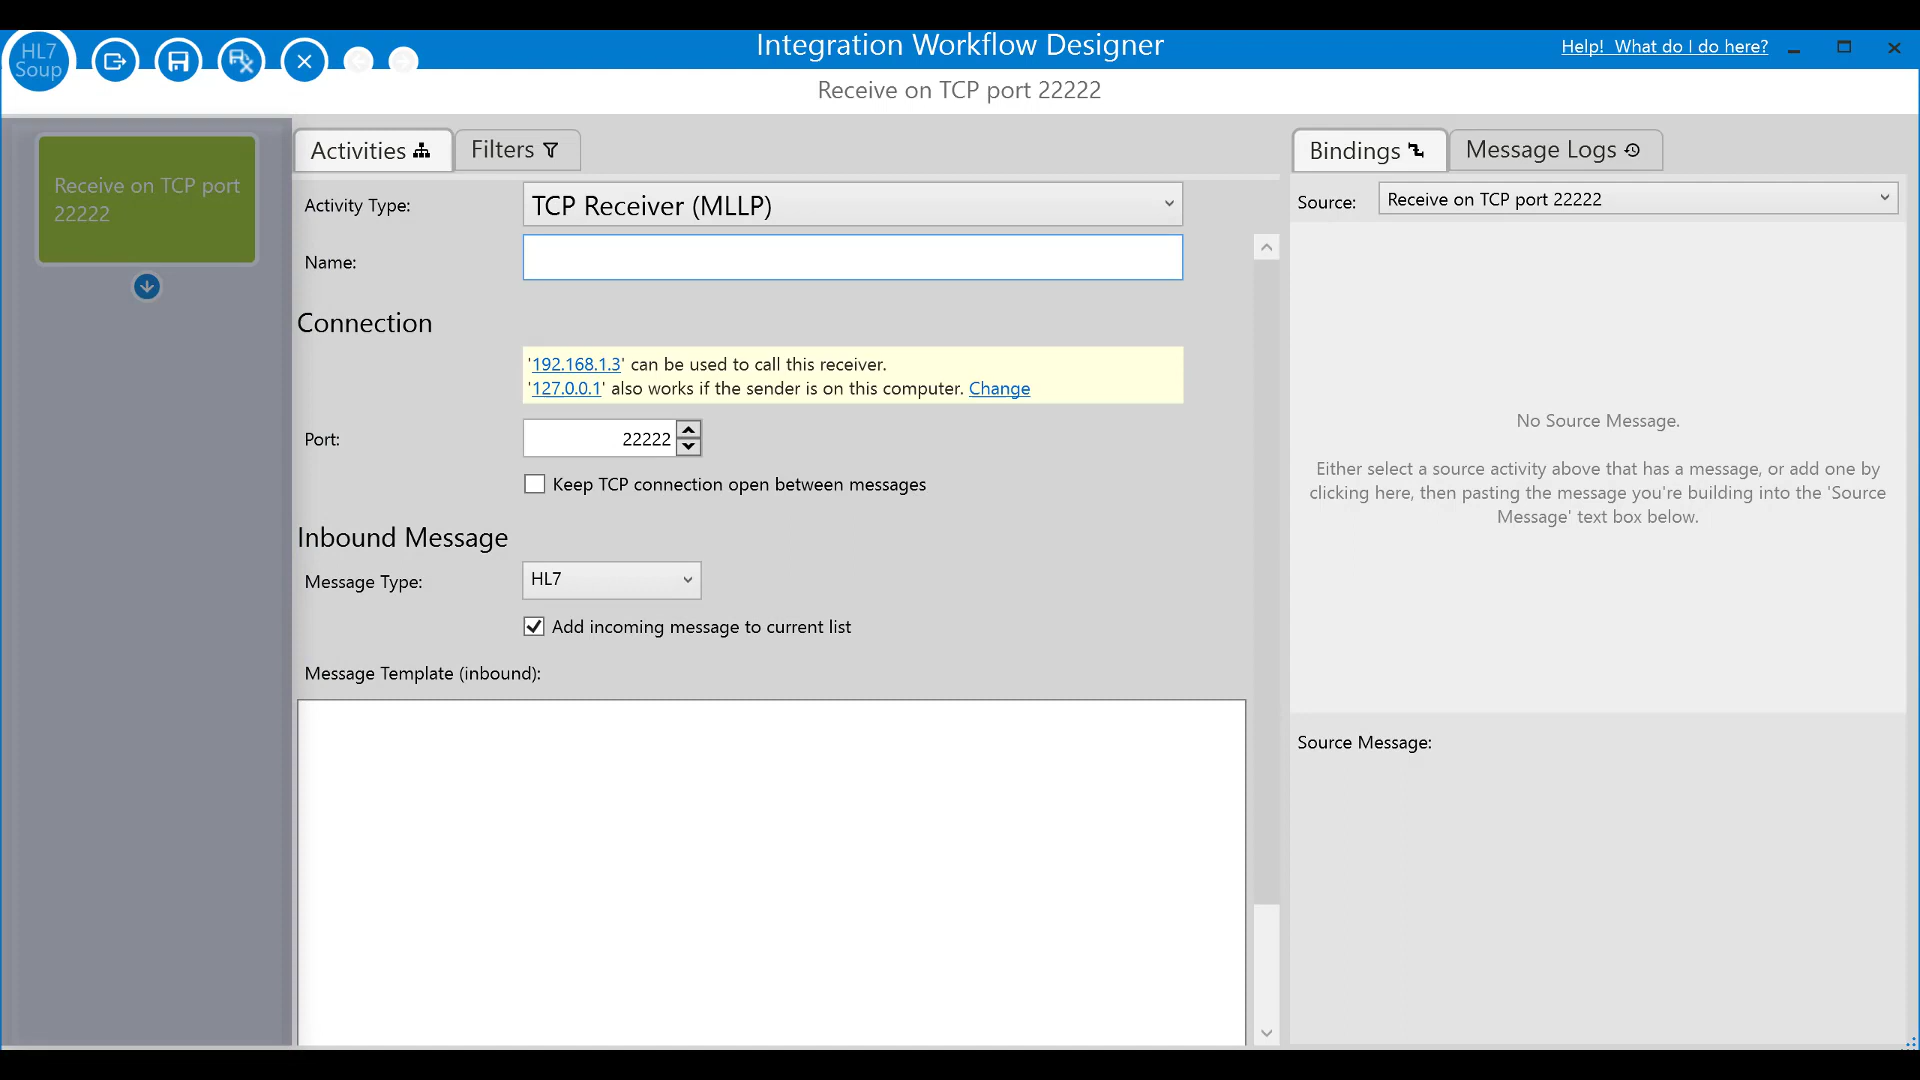 HL7
Soup
Integration Workflow Designer
Help!  What do I do here?
Receive on TCP port 22222
Receive on TCP port
22222
Activities
Filters
Activity Type:
TCP Receiver (MLLP)
Name:
Connection
'192.168.1.3' can be used to call this receiver.
'127.0.0.1' also works if the sender is on this computer. Change
Port:
22222
Keep TCP connection open between messages
Inbound Message
Message Type:
HL7
Add incoming message to current list
Message Template (inbound):
Bindings
Message Logs
Source:
Receive on TCP port 22222
No Source Message.
Either select a source activity above that has a message, or add one by
clicking here, then pasting the message you're building into the 'Source
Message' text box below.
Source Message: